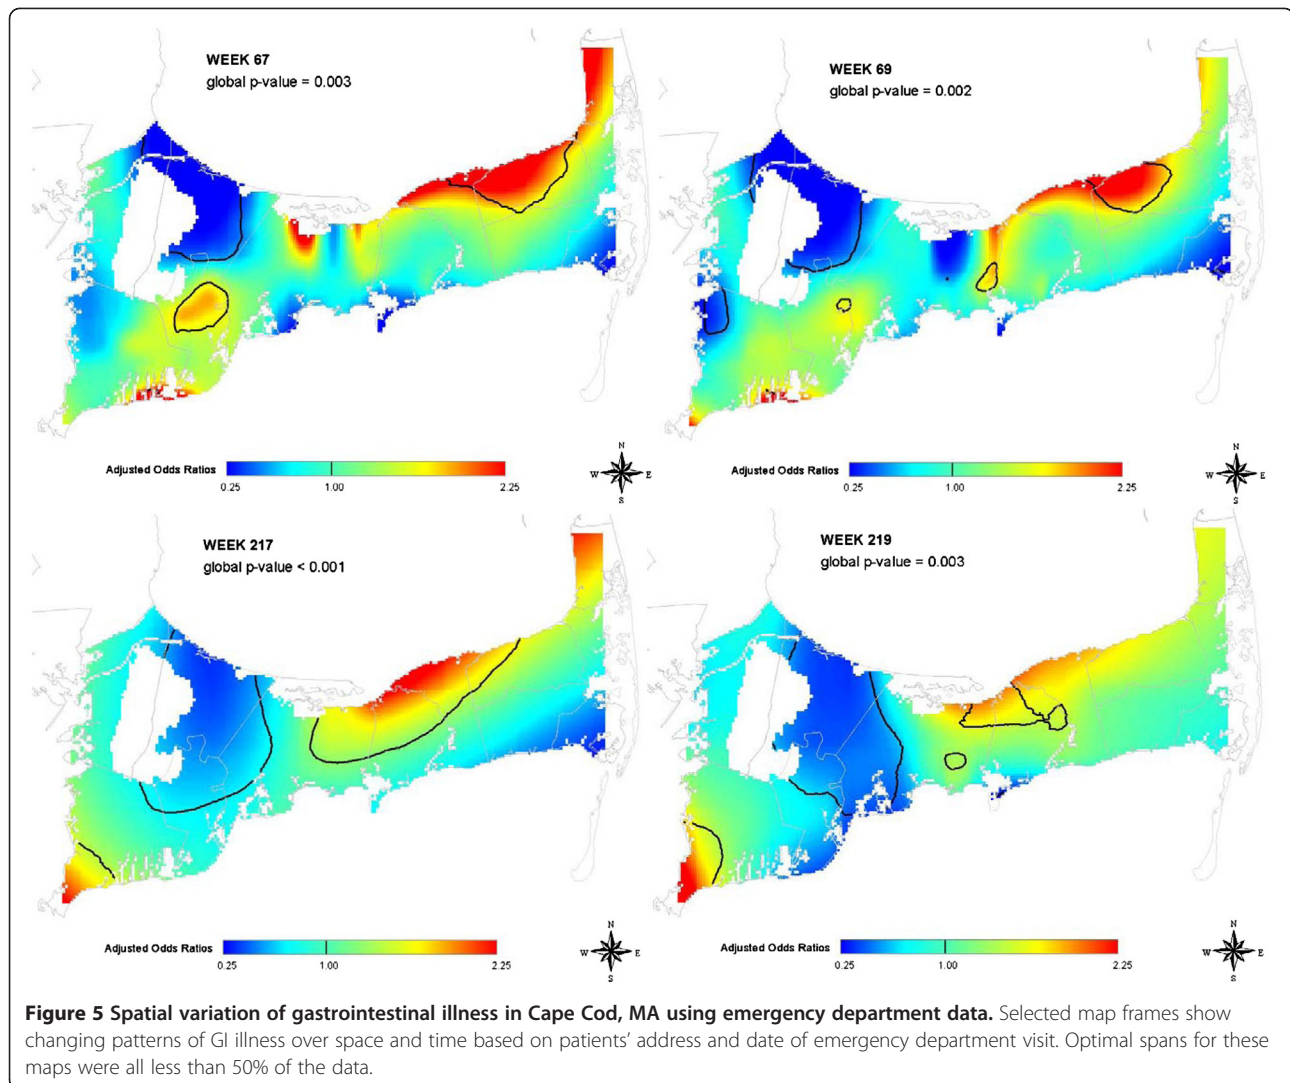 WEEK 67
global p-value = 0.003
WEEK 69
global p-value = 0.002
N
W E
S
Adjusted Odds Ratios
0.25 1.00 2.25
N
W E
S
Adjusted Odds Ratios
0.25 1.00 2.25
WEEK 217
global p-value < 0.001
WEEK 219
global p-value = 0.003
N
W E
S
Adjusted Odds Ratios
0.25 1.00 2.25
N
W E
S
Adjusted Odds Ratios
0.25 1.00 2.25
Figure 5 Spatial variation of gastrointestinal illness in Cape Cod, MA using emergency department data. Selected map frames show
changing patterns of GI illness over space and time based on patients’ address and date of emergency department visit. Optimal spans for these
maps were all less than 50% of the data.